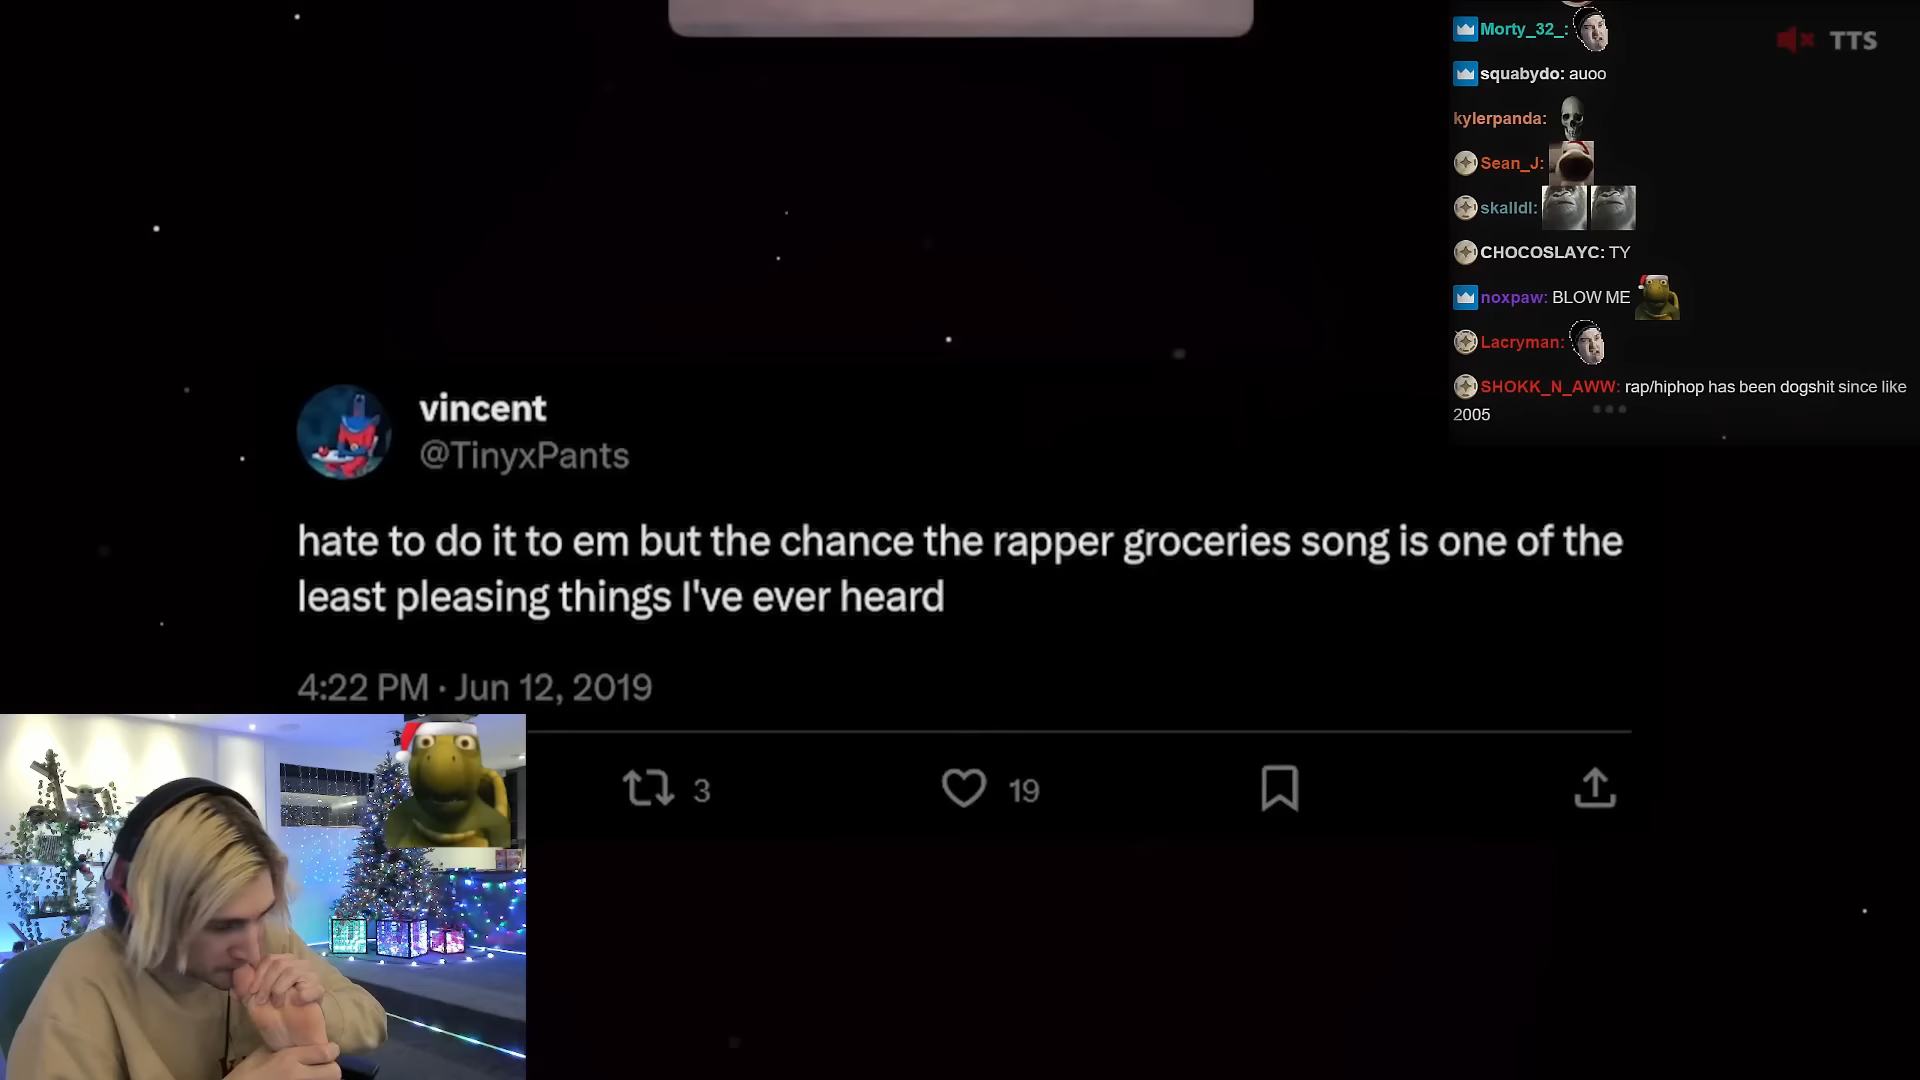 Morty_32_:
squabydo: auoo
kylerpanda:
Sean_J:
skalldl:
CHOCOSLAYC: TY
noxpaw: BLOW ME
Lacryman:
SHOKK_N_AWW: rap/hiphop has been dogshit since like
2005
TTS
vincent
@TinyxPants
hate to do it to em but the chance the rapper groceries song is one of the
least pleasing things I've ever heard
4:22 PM · Jun 12, 2019
3
19